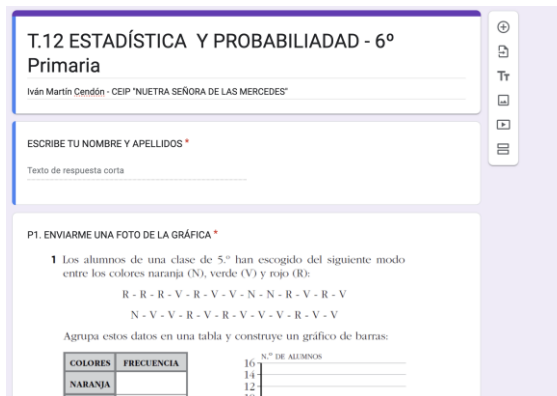 T.12 ESTADÍSTICA Y PROBABILIADAD - 6º
Primaria
Iván Martín Cendón - CEIP "NUETRA SEÑORA DE LAS MERCEDES"
ESCRIBE TU NOMBRE Y APELLIDOS *
Texto de respuesta corta
P1. ENVIARME UNA FOTO DE LA GRÁFICA *
1 Los alumnos de una clase de 5.º han escogido del siguiente modo
entre los colores naranja (N), verde (V) y rojo (R):
R - R - R - V - R - V - V - N - N - R - V - R - V
N - V - V - R - V - R - V - V - V - R - V - V
Agrupa estos datos en una tabla y construye un gráfico de barras:
COLORES FRECUENCIA
NARANJA
N.º DE ALUMNOS
16
14
12
Tт